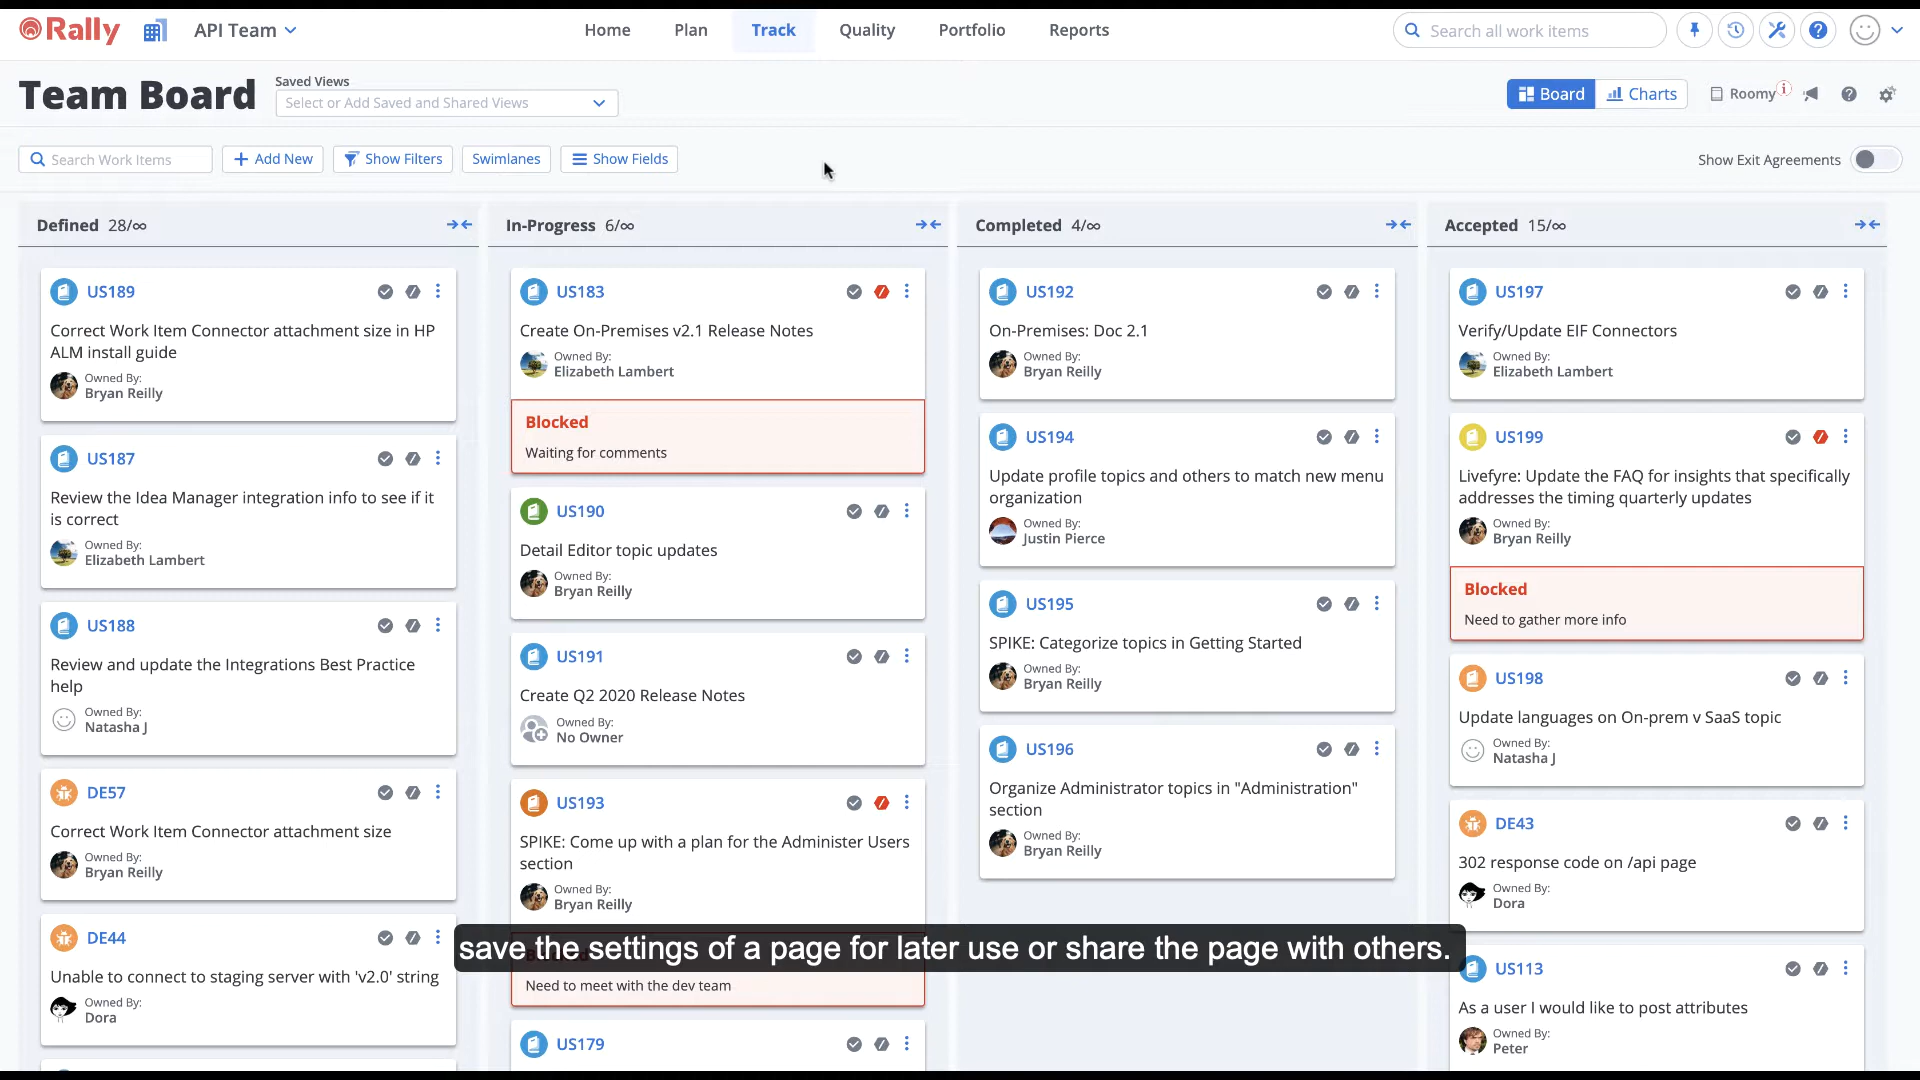 Rally
API Team
Home
Plan
Track
Quality
Portfolio
Reports
Search all work items
Team Board
Saved Views
Select or Add Saved and Shared Views
Board
Charts
Roomy
Search Work Items
Add New
Show Filters
Swimlanes
Show Fields
Show Exit Agreements
Defined 28/∞
US189
Correct Work Item Connector attachment size in HP
ALM install guide
Owned By:
Bryan Reilly
US187
Review the Idea Manager integration info to see if it
is correct
Owned By:
Elizabeth Lambert
US188
Review and update the Integrations Best Practice
help
Owned By:
Natasha J
DE57
Correct Work Item Connector attachment size
Owned By:
Bryan Reilly
DE44
Unable to connect to staging server with 'v2.0' string
Owned By:
Dora
In-Progress 6/∞
US183
Create On-Premises v2.1 Release Notes
Owned By:
Elizabeth Lambert
Blocked
Waiting for comments
US190
Detail Editor topic updates
Owned By:
Bryan Reilly
US191
Create Q2 2020 Release Notes
Owned By:
No Owner
US193
SPIKE: Come up with a plan for the Administer Users
section
Owned By:
Bryan Reilly
Need to meet with the dev team
US179
Completed 4/∞
US192
On-Premises: Doc 2.1
Owned By:
Bryan Reilly
US194
Update profile topics and others to match new menu
organization
Owned By:
Justin Pierce
US195
SPIKE: Categorize topics in Getting Started
Owned By:
Bryan Reilly
US196
Organize Administrator topics in "Administration"
section
Owned By:
Bryan Reilly
Accepted 15/∞
US197
Verify/Update EIF Connectors
Owned By:
Elizabeth Lambert
US199
Livefyre: Update the FAQ for insights that specifically
addresses the timing quarterly updates
Owned By:
Bryan Reilly
Blocked
Need to gather more info
US198
Update languages on On-prem v SaaS topic
Owned By:
Natasha J
DE43
302 response code on /api page
Owned By:
Dora
US113
As a user I would like to post attributes
Owned By:
Peter
save the settings of a page for later use or share the page with others.